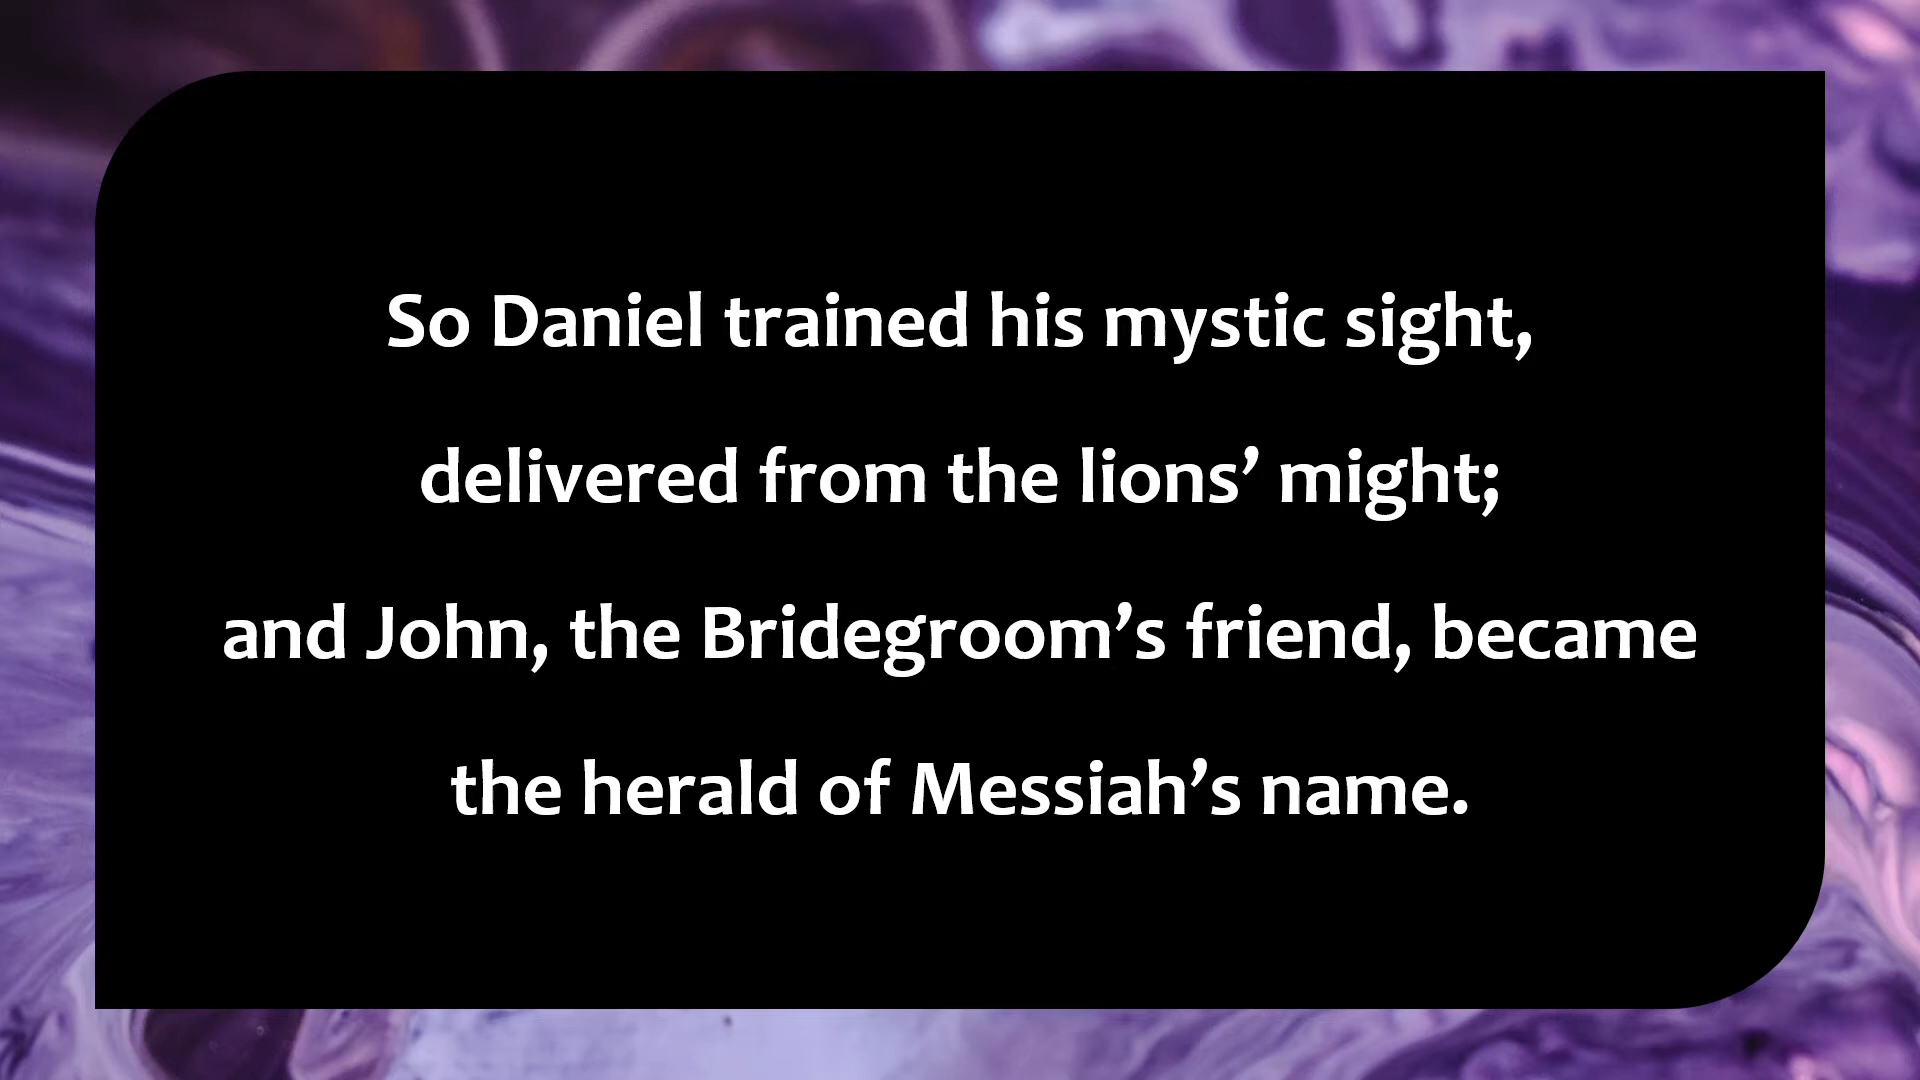 So Daniel trained his mystic sight,
delivered from the lions’ might;
and John, the Bridegroom’s friend, became
the herald of Messiah’s name.